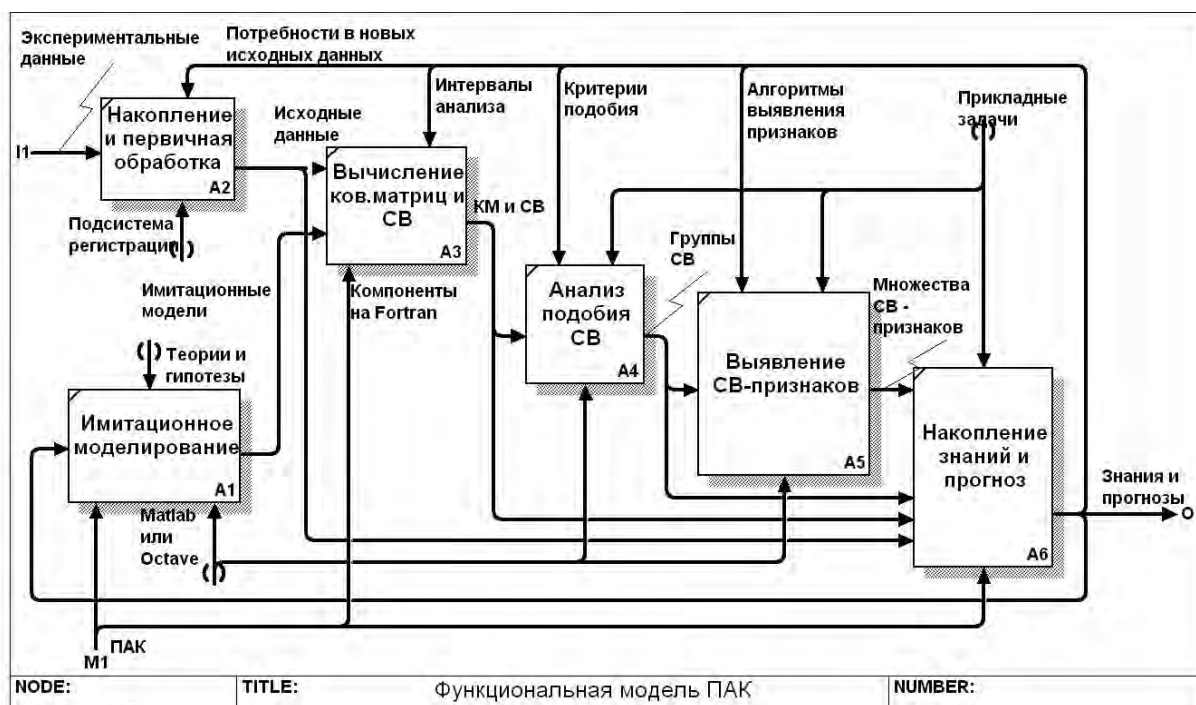 Экспериментальные
данные
Потребности в новых
исходных данных
Интервалы
анализа
Критерии
подобия
Алгоритмы
выявления
признаков
Прикладные
задачи
I1
Накопление
и первичная
обработка
A2
Исходные
данные
Вычисление
ков.матриц и
СВ
A3
КМ и СВ
Подсистема
регистрации
Группы
СВ
Имитационные
модели
Компоненты
на Fortran
Анализ
подобия
СВ
A4
Множества
СВ -
признаков
Выявление
СВ-признаков
A5
Теории и
гипотезы
Имитационное
моделирование
A1
Накопление
знаний и
прогноз
A6
Знания и
прогнозы
O
Matlab
или
Octave
ПАК
M1
NODE:
TITLE:
Функциональная модель ПАК
NUMBER: